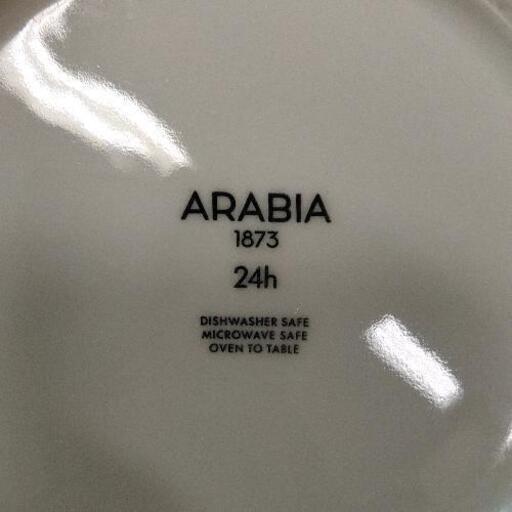 ARABIA
1873
24h
DISHWASHER SAFE
MICROWAVE SAFE
OVEN TO TABLE